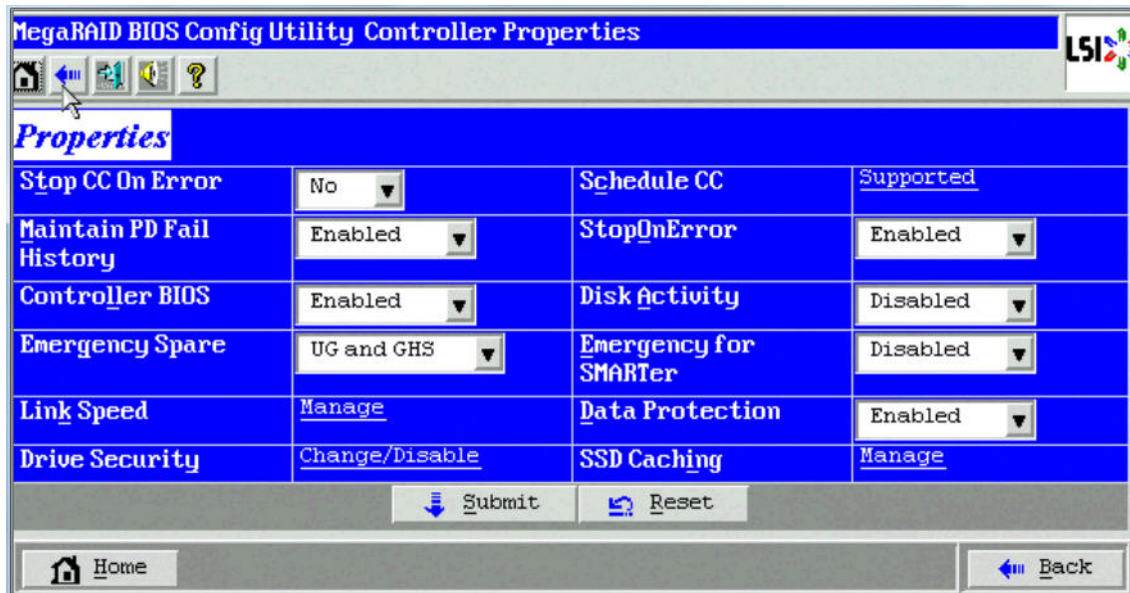 MegaRAID BIOS Config Utility Controller Properties
LSI
Properties
Stop CC On Error No Schedule CC Supported
Maintain PD Fail History Enabled StopOnError Enabled
Controller BIOS Enabled Disk Activity Disabled
Emergency Spare UG and GHS Emergency for SMARTer Disabled
Link Speed Manage Data Protection Enabled
Drive Security Change/Disable SSD Caching Manage
Submit Reset
Home Back